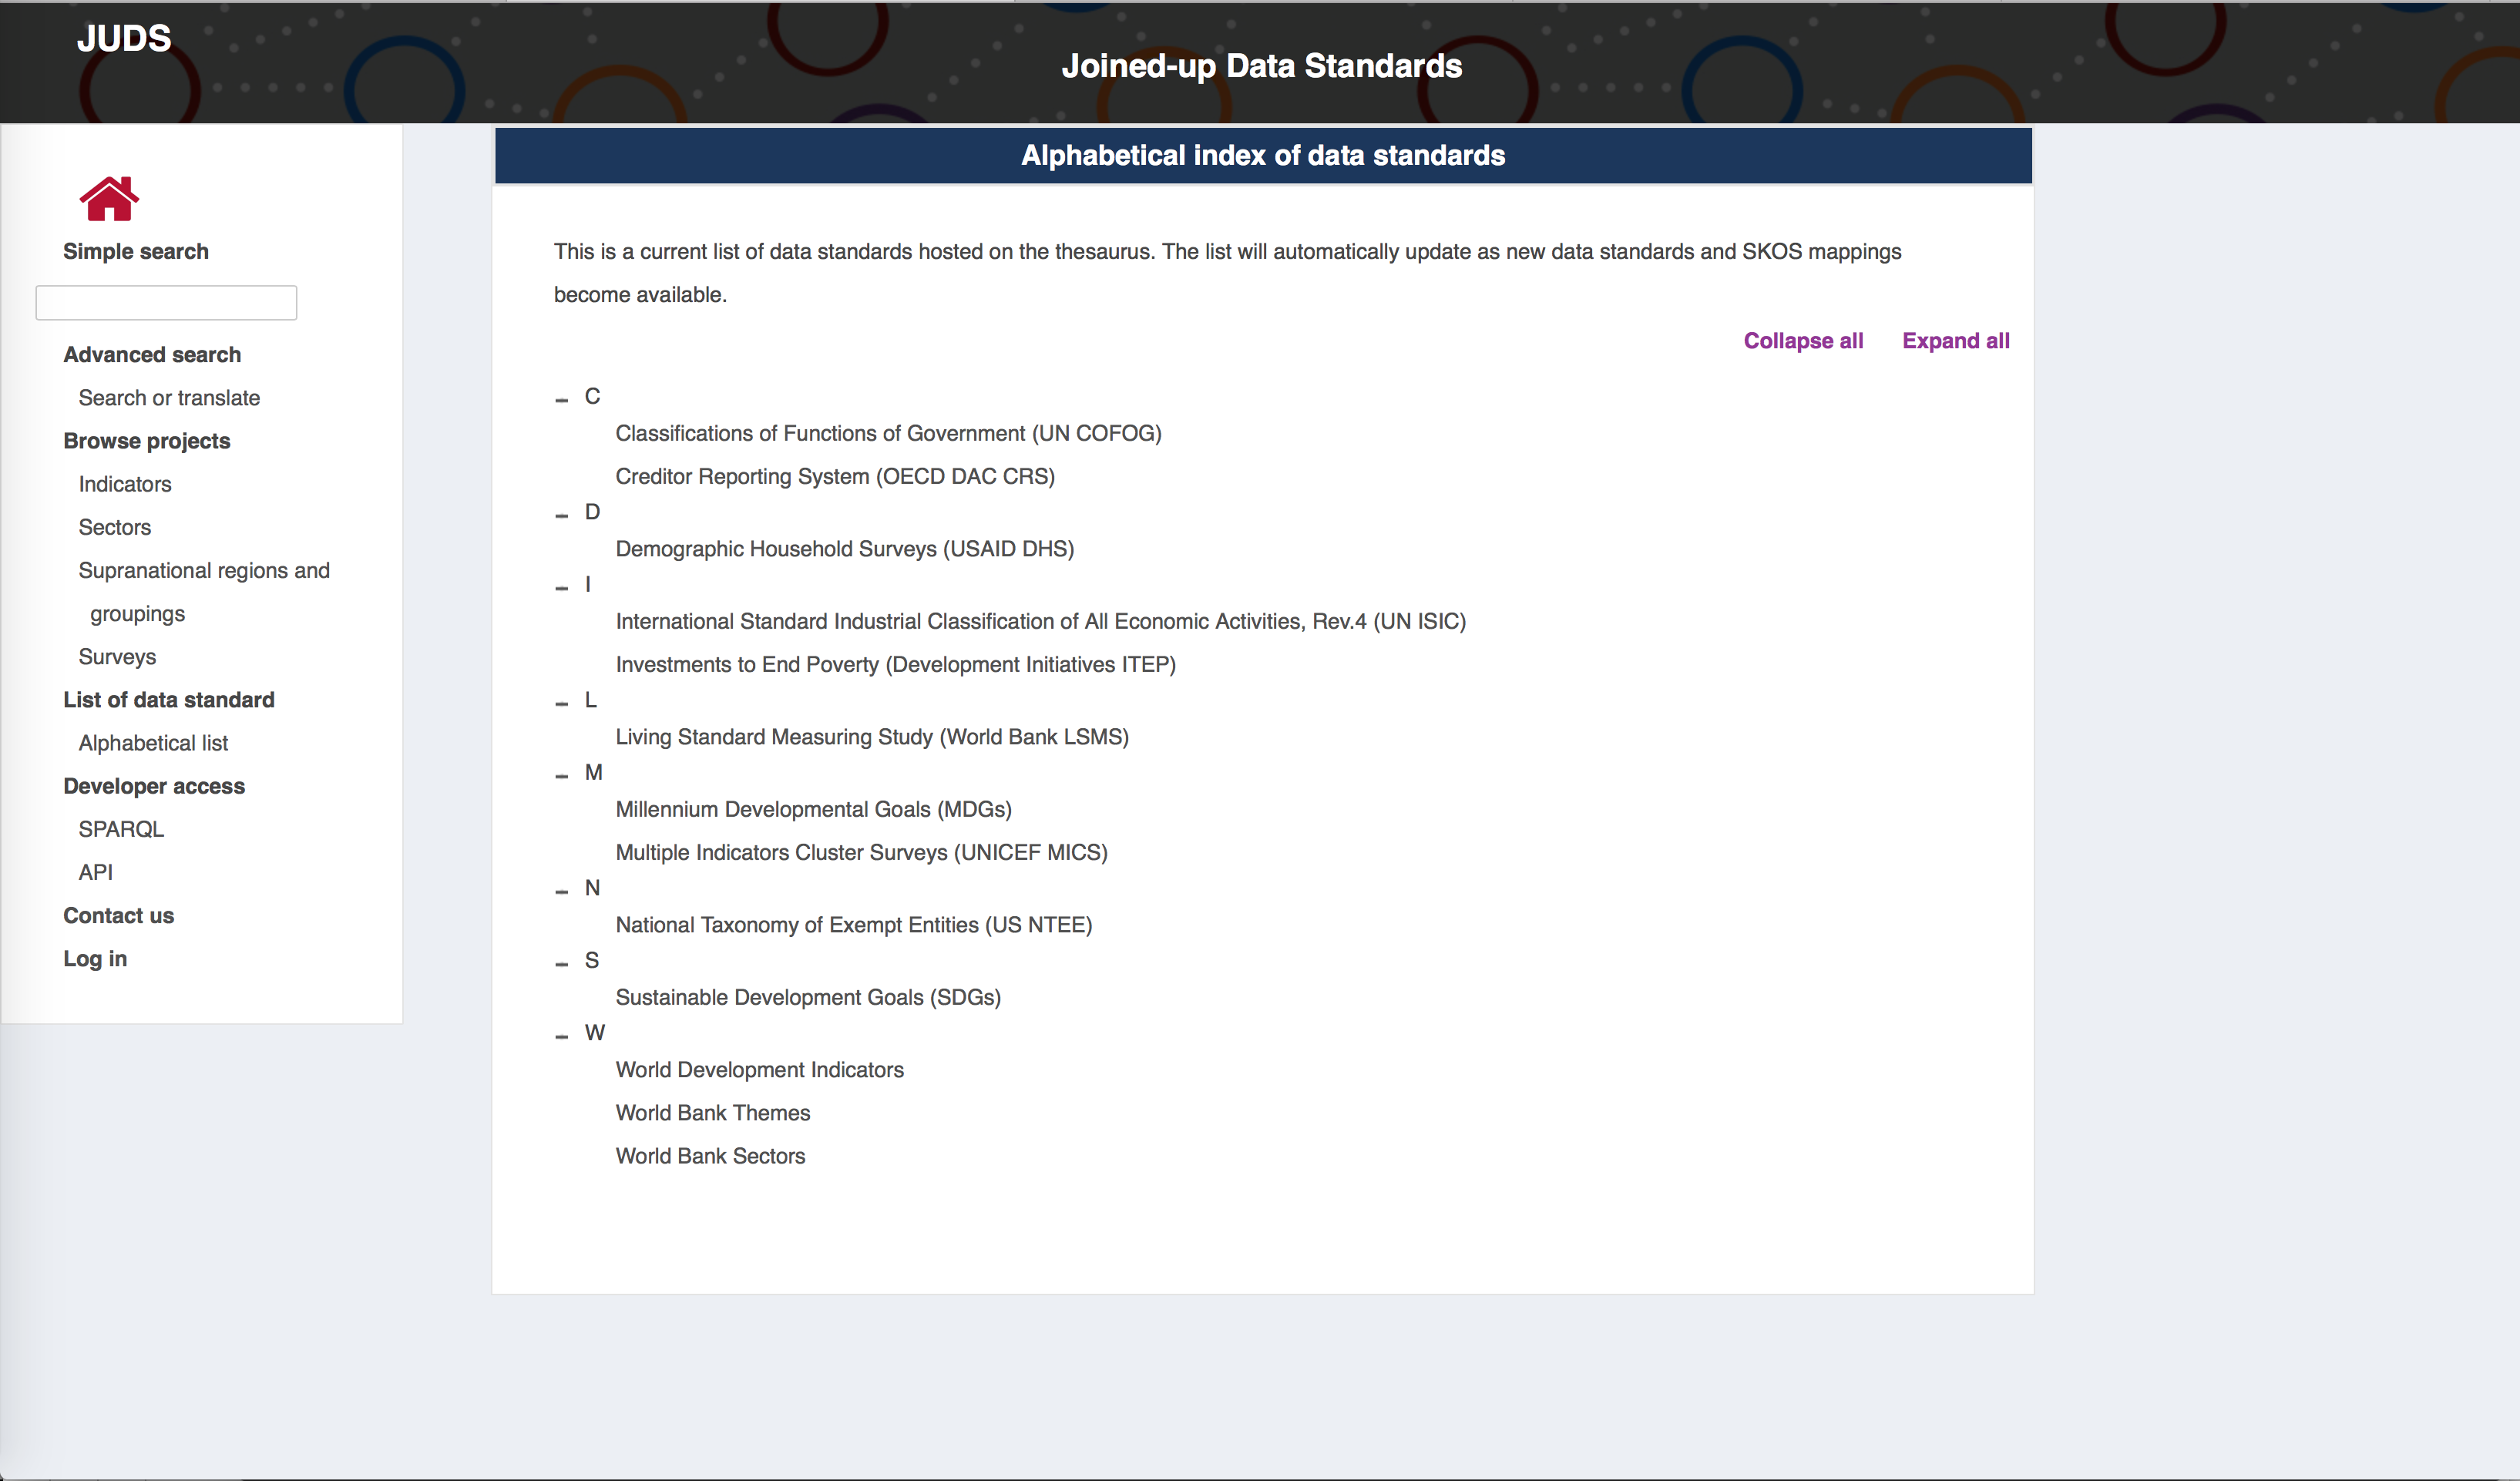 JUDS
Joined-up Data Standards
Simple search
Advanced search
Search or translate
Browse projects
Indicators
Sectors
Supranational regions and
groupings
Surveys
List of data standard
Alphabetical list
Developer access
SPARQL
API
Contact us
Log in
Alphabetical index of data standards
This is a current list of data standards hosted on the thesaurus. The list will automatically update as new data standards and SKOS mappings
become available.
Collapse all Expand all
– C
Classifications of Functions of Government (UN COFOG)
Creditor Reporting System (OECD DAC CRS)
– D
Demographic Household Surveys (USAID DHS)
– I
International Standard Industrial Classification of All Economic Activities, Rev.4 (UN ISIC)
Investments to End Poverty (Development Initiatives ITEP)
– L
Living Standard Measuring Study (World Bank LSMS)
– M
Millennium Developmental Goals (MDGs)
Multiple Indicators Cluster Surveys (UNICEF MICS)
– N
National Taxonomy of Exempt Entities (US NTEE)
– S
Sustainable Development Goals (SDGs)
– W
World Development Indicators
World Bank Themes
World Bank Sectors